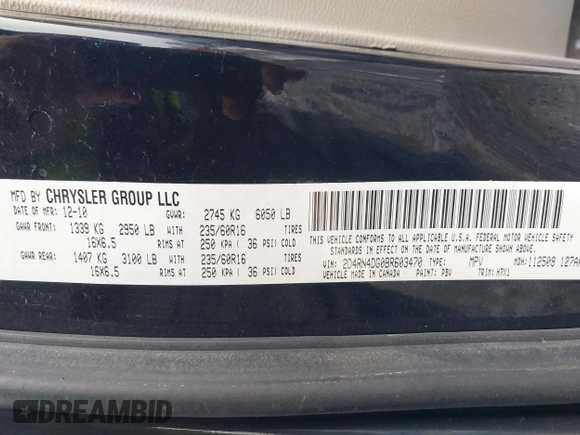 MFD BY CHRYSLER GROUP LLC
DATE OF MFR: 12-10 GVWR: 2745 KG 6050 LB
GAWR FRONT: 1339 KG 2950 LB 235/60R16 TIRES
16X6.5 RIMS AT 250 KPA ( 36 PSI) COLD
GAWR REAR: 1407 KG 3100 LB 235/60R16 TIRES
16X6.5 RIMS AT 250 KPA ( 36 PSI) COLD
THIS VEHICLE CONFORMS TO ALL APPLICABLE U.S.A. FEDERAL MOTOR VEHICLE SAFETY
STANDARDS IN EFFECT ON THE DATE OF MANUFACTURE SHOWN ABOVE.
VIN: 2D4RN4DG0BR603470 TYPE: MPV MDH: 112509 127A
VEHICLE MADE IN CANADA PAINT: PBV TRIM: H7X1
DREAMBID